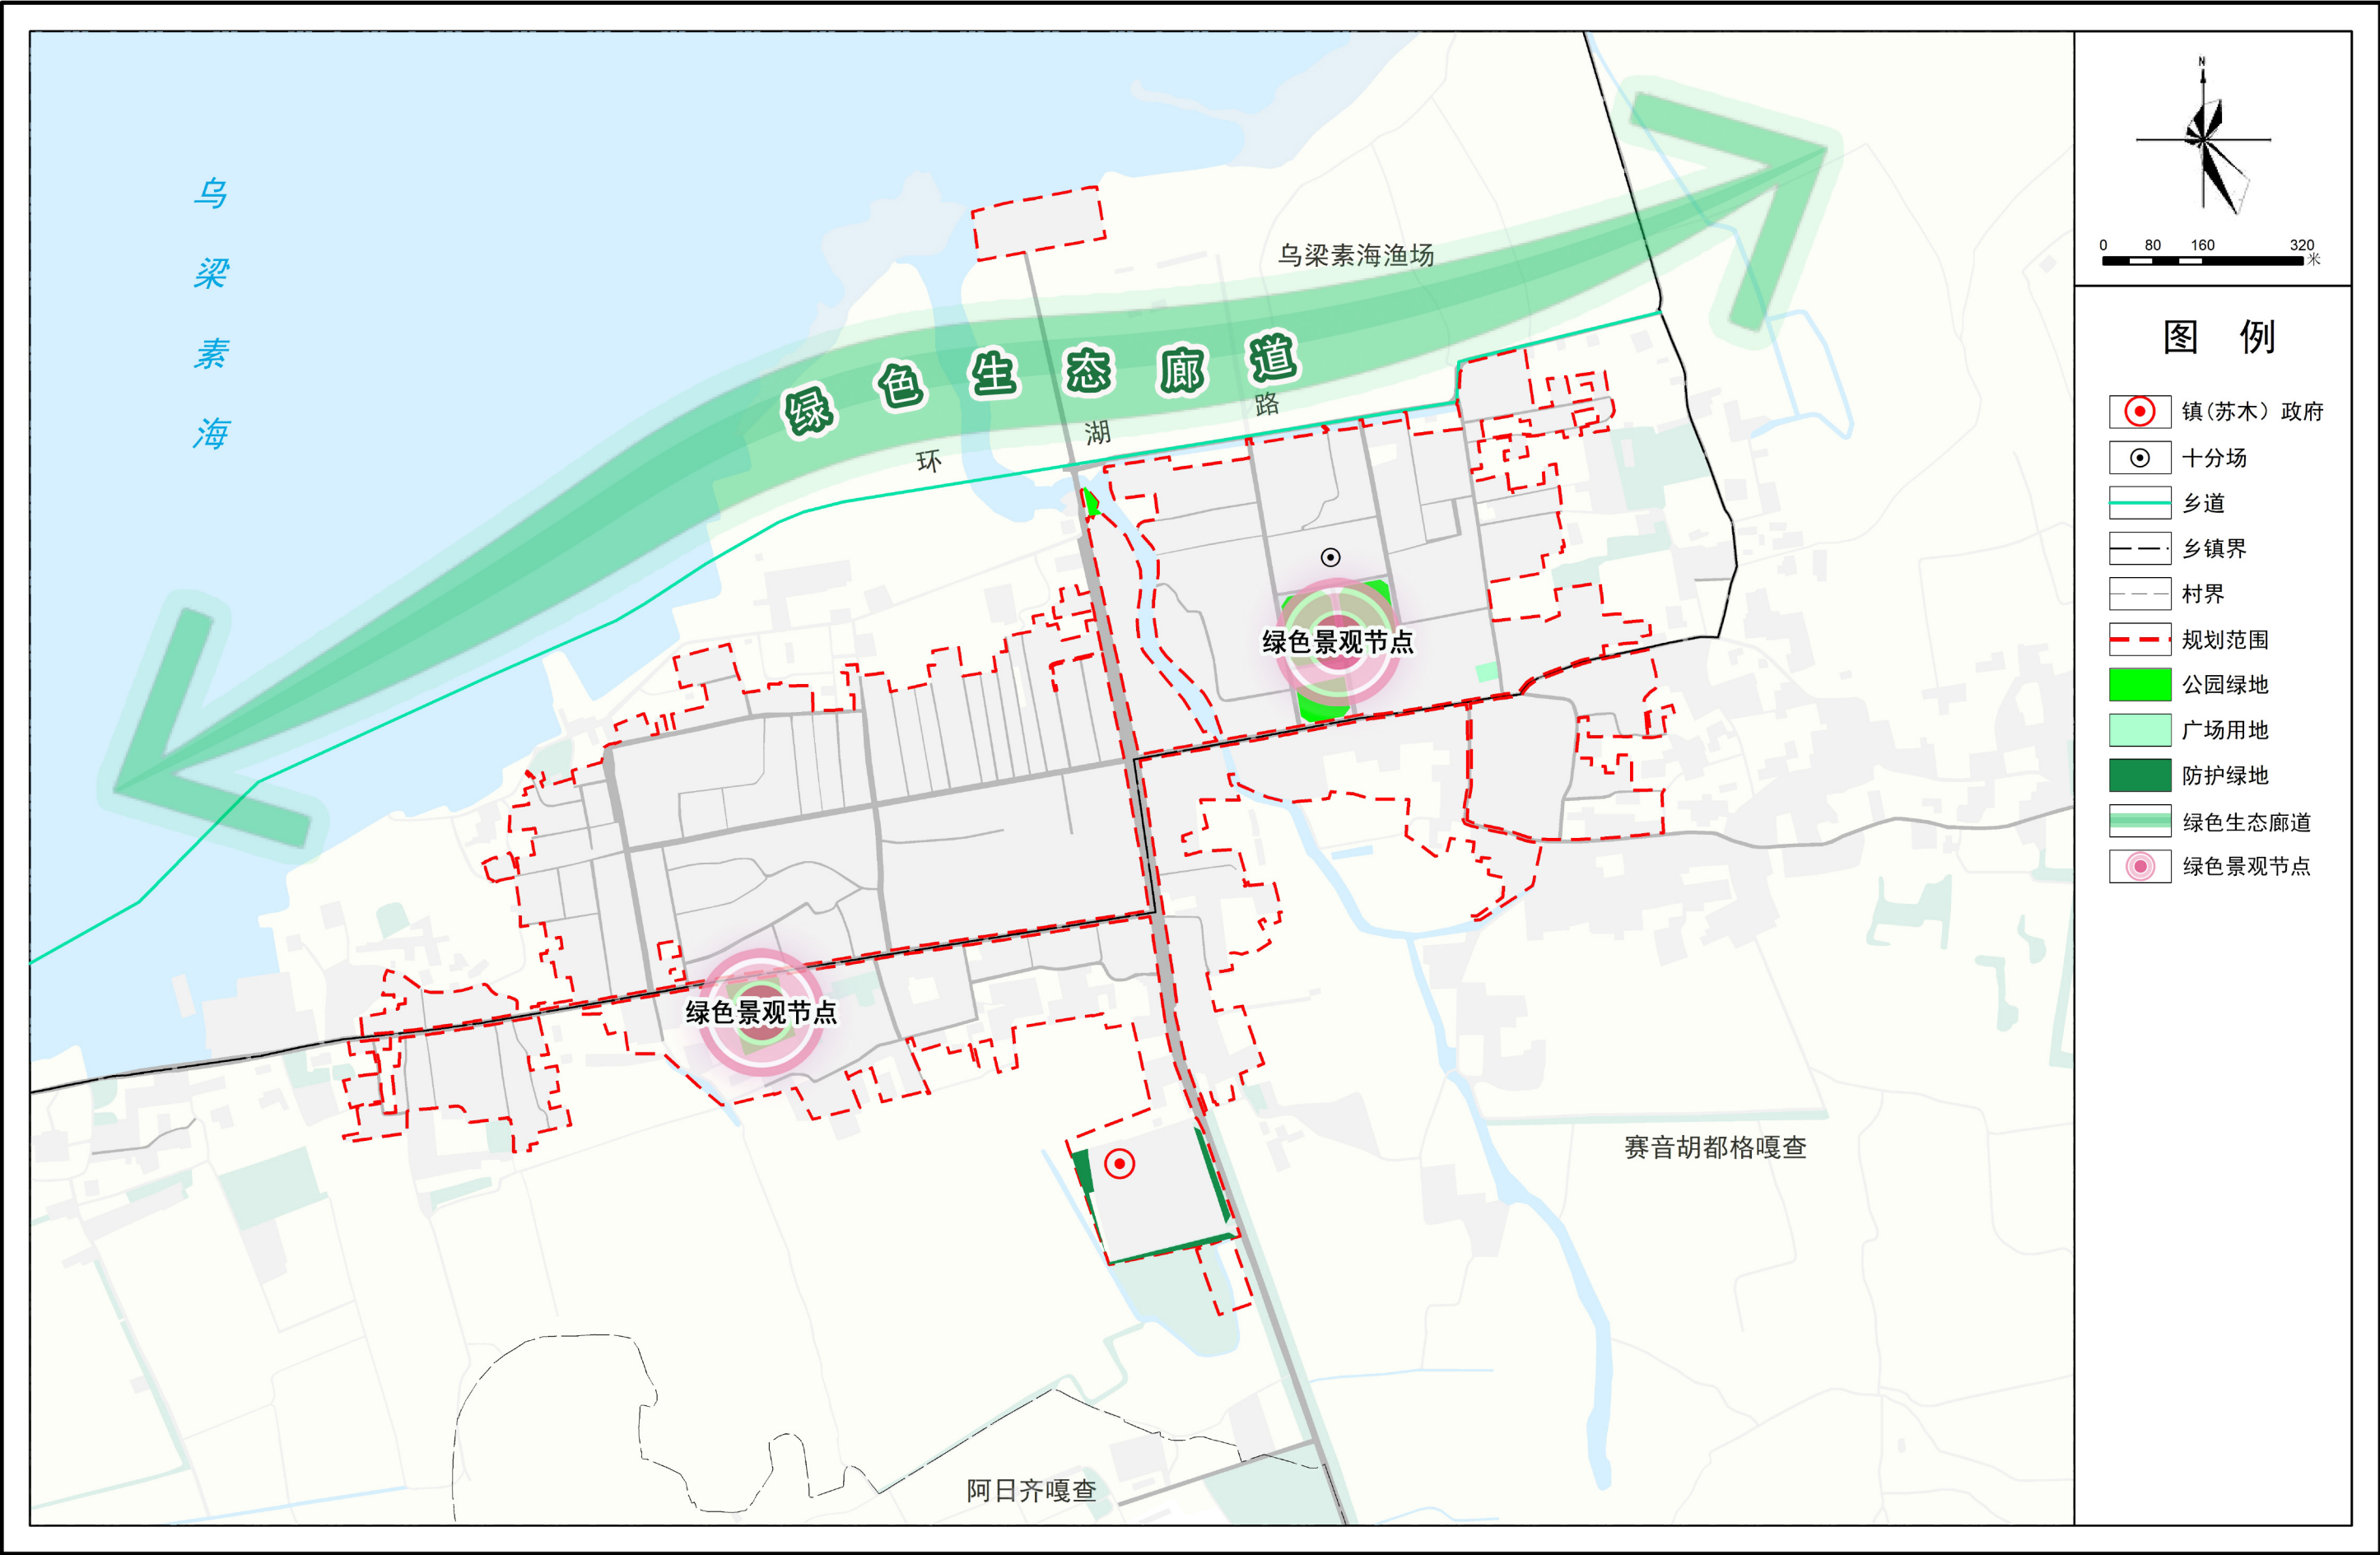 乌梁素海
乌梁素海渔场
绿色生态廊道
环湖路
绿色景观节点
绿色景观节点
赛音胡都格嘎查
阿日齐嘎查
N
0 80 160 320
米
图 例
镇(苏木）政府
十分场
乡道
乡镇界
村界
规划范围
公园绿地
广场用地
防护绿地
绿色生态廊道
绿色景观节点